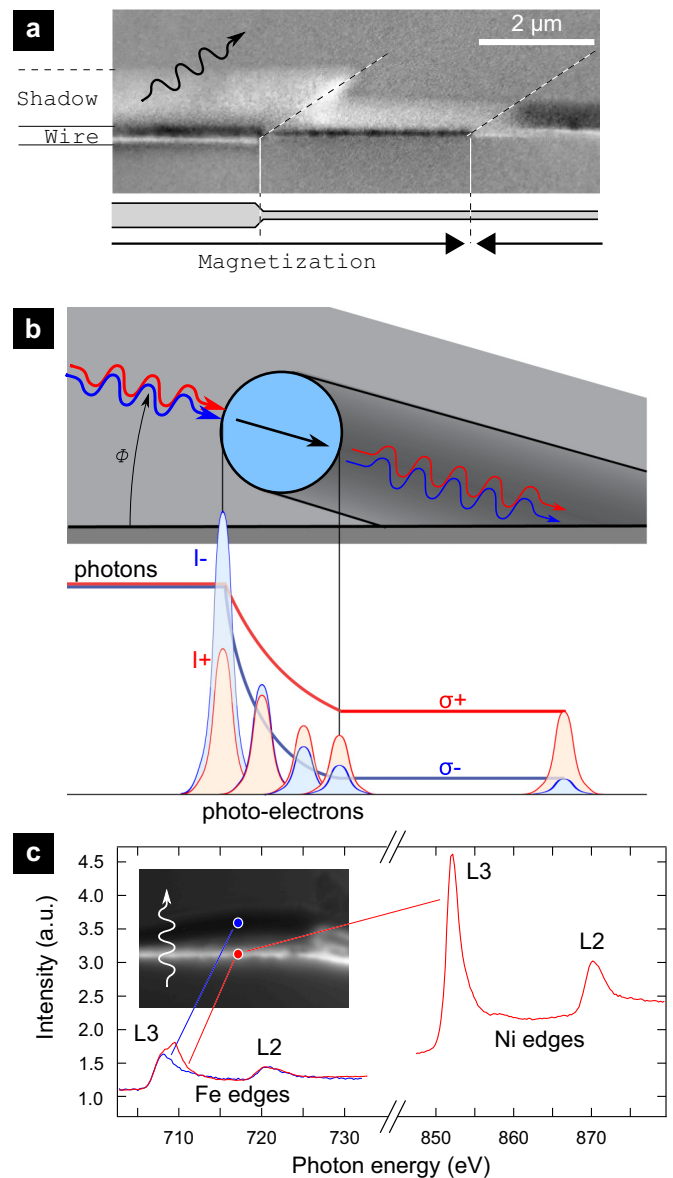 a
2 μm
Shadow
Wire
Magnetization
b
Φ
I-
photons
I+
σ+
σ-
photo-electrons
c
4.5
4.0
3.5
3.0
2.5
2.0
1.5
1.0
Intensity (a.u.)
L3
L2
L3
L2
Ni edges
Fe edges
710 720 730 850 860 870
Photon energy (eV)